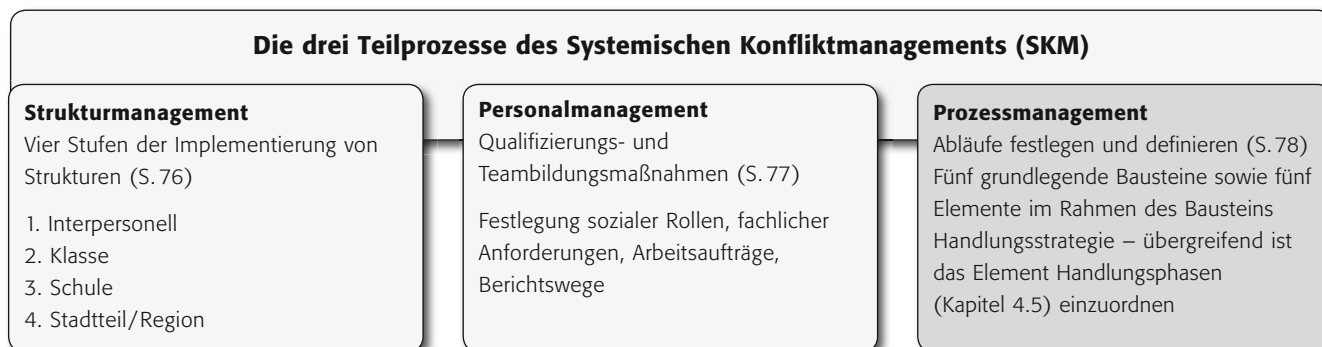 Die drei Teilprozesse des Systemischen Konfliktmanagements (SKM)
Strukturmanagement
Vier Stufen der Implementierung von
Strukturen (S. 76)
1. Interpersonell
2. Klasse
3. Schule
4. Stadtteil/Region
Personalmanagement
Qualifizierungs- und
Teambildungsmaßnahmen (S. 77)
Festlegung sozialer Rollen, fachlicher
Anforderungen, Arbeitsaufträge,
Berichtswege
Prozessmanagement
Abläufe festlegen und definieren (S. 78)
Fünf grundlegende Bausteine sowie fünf
Elemente im Rahmen des Bausteins
Handlungsstrategie – übergreifend ist
das Element Handlungsphasen
(Kapitel 4.5) einzuordnen